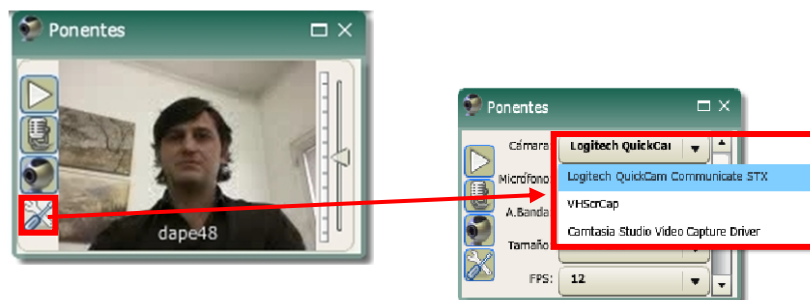 Ponentes
dape48
Ponentes
Cámara: Logitech QuickCar
Micrófono: Logitech QuickCam Communicate STX
VHScrCap
A.Banda
Camtasia Studio Video Capture Driver
Tamaño:
FPS: 12